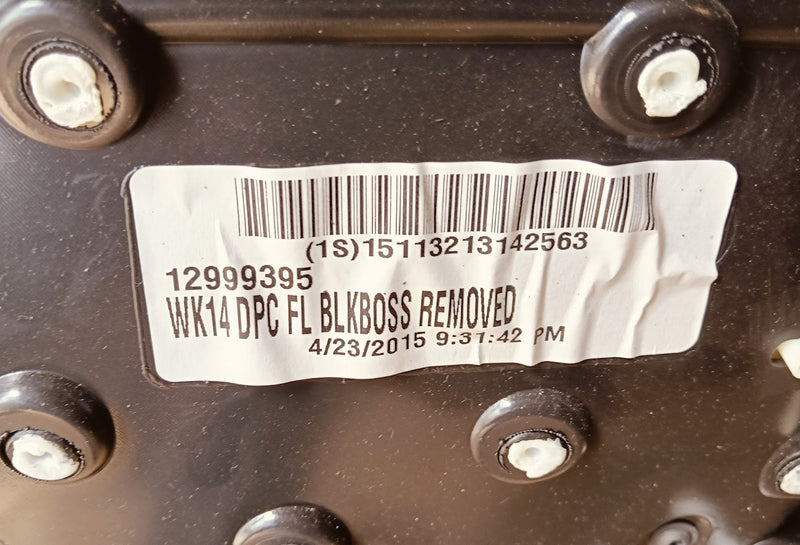 (1S)15113213142563
12999395
WK14 DPC FL BLKBOSS REMOVED
4/23/2015 9:31:42 PM